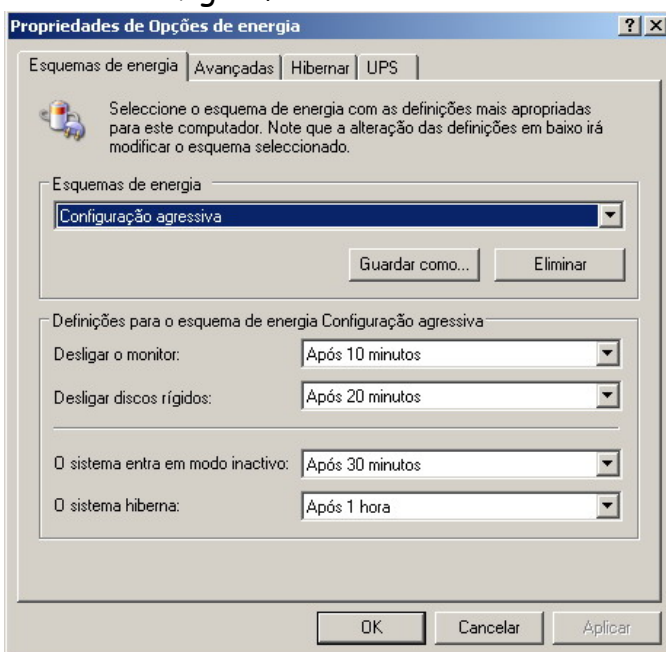 Propriedades de Opções de energia
Esquemas de energia Avançadas Hibernar UPS
Seleccione o esquema de energia com as definições mais apropriadas
para este computador. Note que a alteração das definições em baixo irá
modificar o esquema seleccionado.
Esquemas de energia
Configuração agressiva
Guardar como... Eliminar
Definições para o esquema de energia Configuração agressiva
Desligar o monitor: Após 10 minutos
Desligar discos rígidos: Após 20 minutos
O sistema entra em modo inactivo: Após 30 minutos
O sistema hiberna: Após 1 hora
OK Cancelar Aplicar